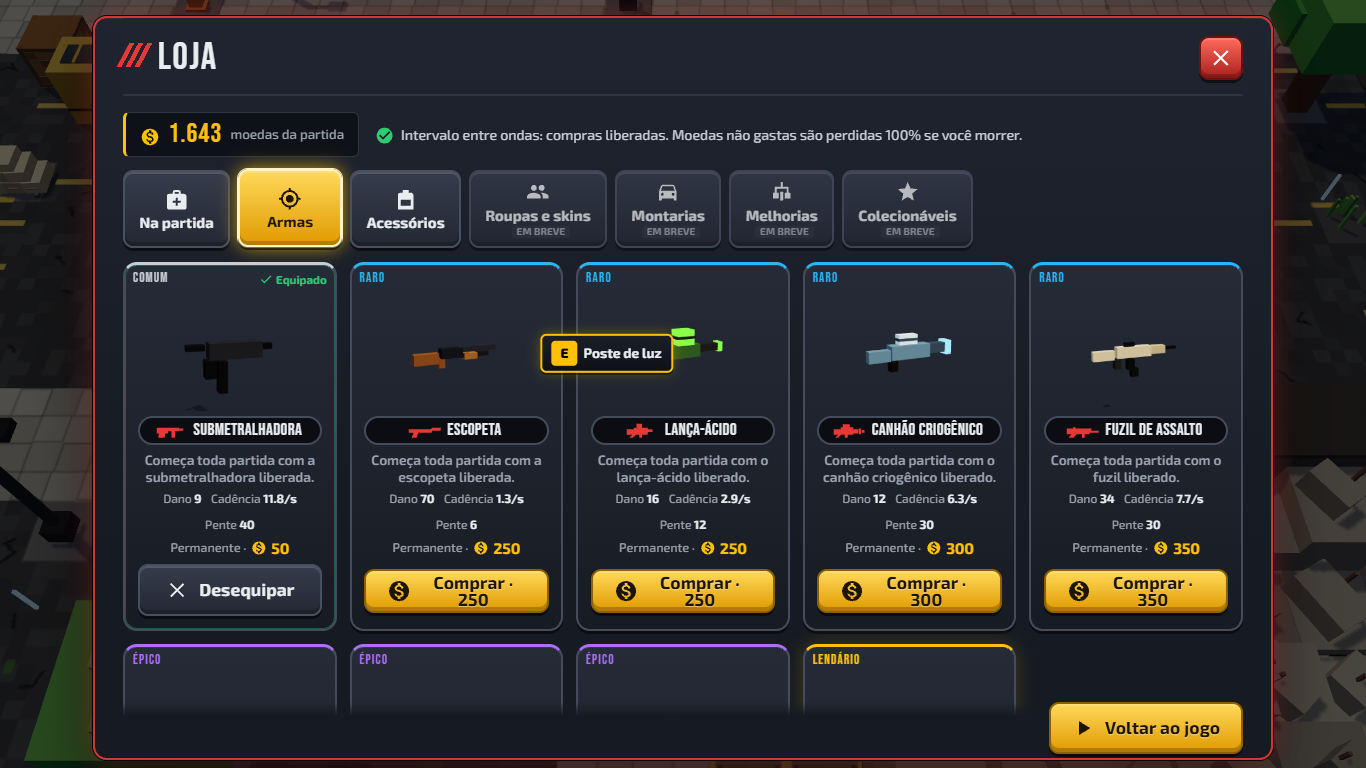 LOJA
1.643 moedas da partida
Intervalo entre ondas: compras liberadas. Moedas não gastas são perdidas 100% se você morrer.
Na partida
Armas
Acessórios
Roupas e skins
EM BREVE
Montarias
EM BREVE
Melhorias
EM BREVE
Colecionáveis
EM BREVE
COMUM
Equipado
SUBMETRALHADORA
Começa toda partida com a
submetralhadora liberada.
Dano 9 Cadência 11.8/s
Pente 40
Permanente · 50
Desequipar
RARO
ESCOPETA
Começa toda partida com a
escopeta liberada.
Dano 70 Cadência 1.3/s
Pente 6
Permanente · 250
Comprar ·
250
RARO
E Poste de luz
LANÇA-ÁCIDO
Começa toda partida com o
lança-ácido liberado.
Dano 16 Cadência 2.9/s
Pente 12
Permanente · 250
Comprar ·
250
RARO
CANHÃO CRIOGÊNICO
Começa toda partida com o
canhão criogênico liberado.
Dano 12 Cadência 6.3/s
Pente 30
Permanente · 300
Comprar ·
300
RARO
FUZIL DE ASSALTO
Começa toda partida com o
fuzil liberado.
Dano 34 Cadência 7.7/s
Pente 30
Permanente · 350
Comprar ·
350
ÉPICO
ÉPICO
ÉPICO
LENDÁRIO
Voltar ao jogo